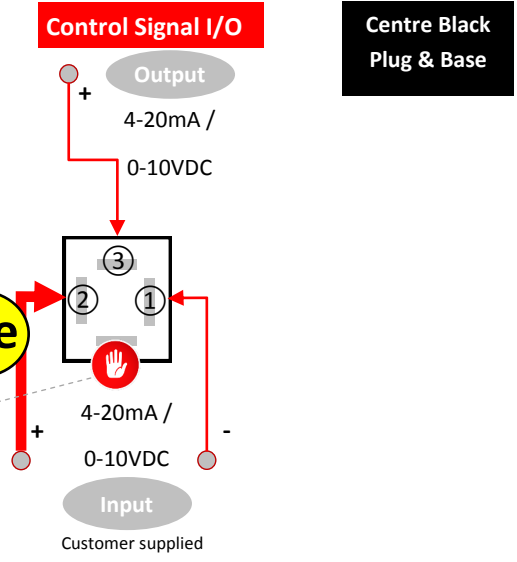 Control Signal I/O
Centre Black
Plug & Base
Output
+
4-20mA /
0-10VDC
3
2
1
e
4-20mA /
+
-
0-10VDC
Input
Customer supplied